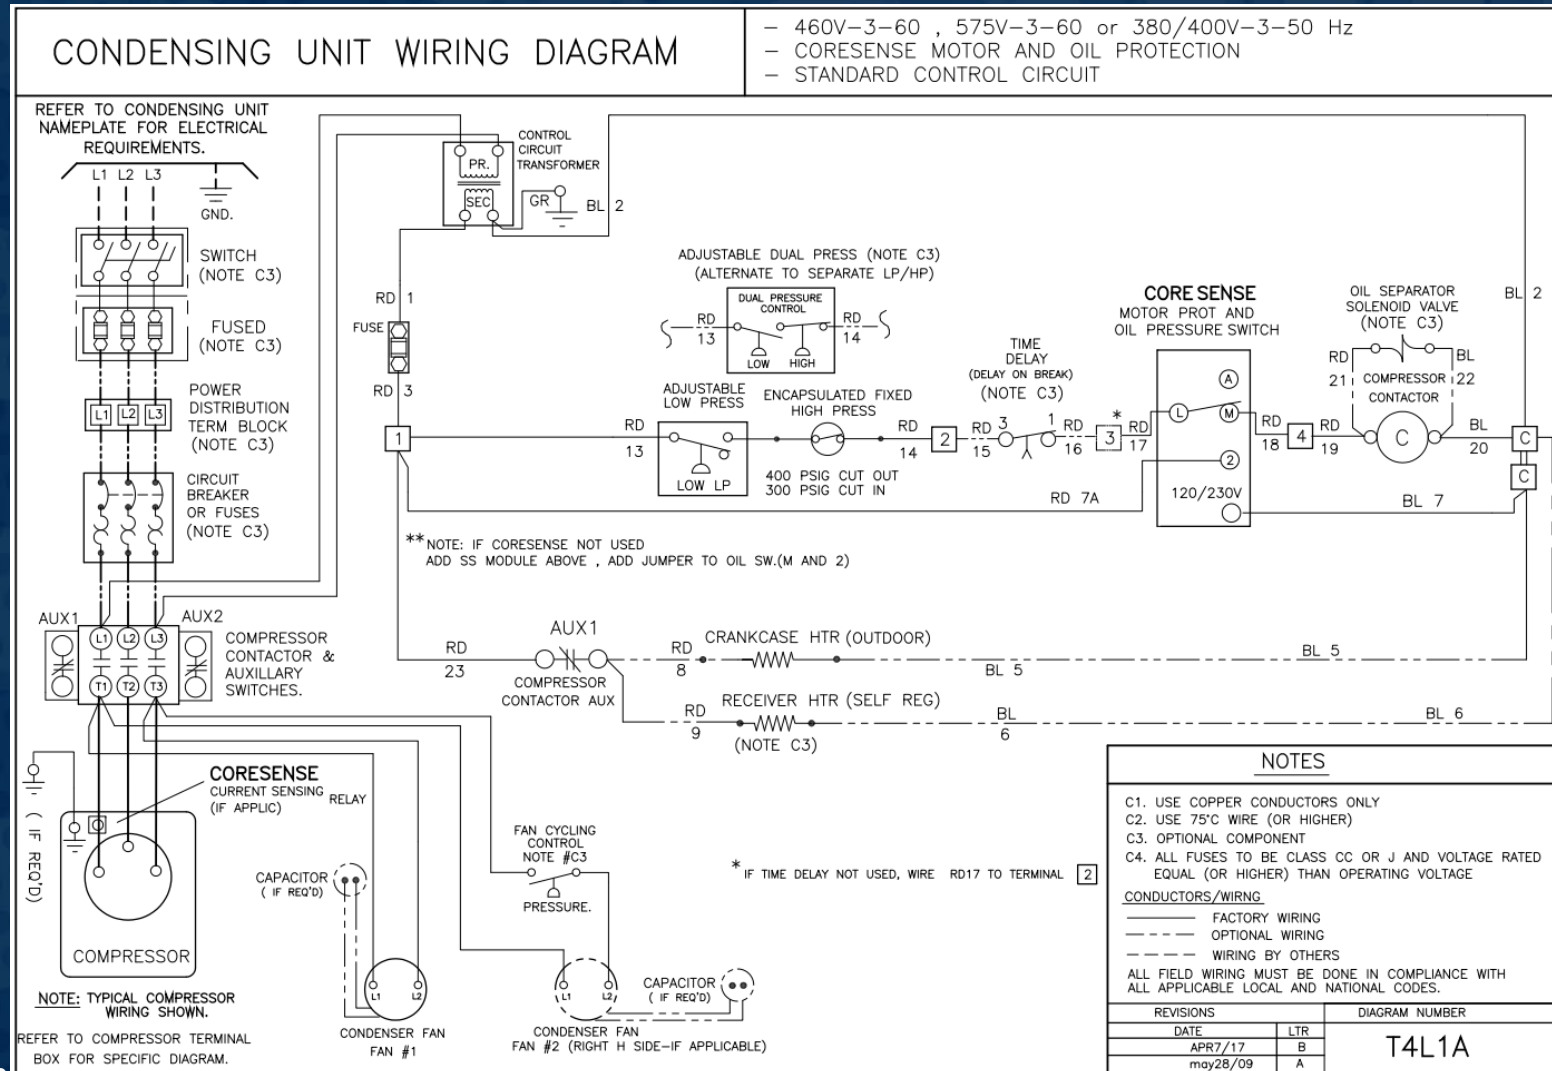 CONDENSING UNIT WIRING DIAGRAM
– 460V-3-60 , 575V-3-60 or 380/400V-3-50 Hz
– CORESENSE MOTOR AND OIL PROTECTION
– STANDARD CONTROL CIRCUIT
REFER TO CONDENSING UNIT
NAMEPLATE FOR ELECTRICAL
REQUIREMENTS.
L1 L2 L3
GND.
SWITCH
(NOTE C3)
FUSED
(NOTE C3)
POWER
DISTRIBUTION
TERM BLOCK
(NOTE C3)
L1 L2 L3
CIRCUIT
BREAKER
OR FUSES
(NOTE C3)
AUX1
AUX2
L1 L2 L3
T1 T2 T3
COMPRESSOR
CONTACTOR &
AUXILLARY
SWITCHES.
CONTROL
CIRCUIT
TRANSFORMER
PR.
SEC
GR
BL 2
RD 1
FUSE
RD 3
1
ADJUSTABLE DUAL PRESS (NOTE C3)
(ALTERNATE TO SEPARATE LP/HP)
DUAL PRESSURE
CONTROL
RD
13
RD
14
LOW HIGH
ADJUSTABLE
LOW PRESS
RD
13
LOW LP
ENCAPSULATED FIXED
HIGH PRESS
400 PSIG CUT OUT
300 PSIG CUT IN
RD
14
2
TIME
DELAY
(DELAY ON BREAK)
(NOTE C3)
RD
15
3
1
RD
16
*
3
RD
17
CORE SENSE
MOTOR PROT AND
OIL PRESSURE SWITCH
A
L
M
2
120/230V
RD
18
4
RD
19
OIL SEPARATOR
SOLENOID VALVE
(NOTE C3)
RD
21
BL
22
COMPRESSOR
CONTACTOR
C
BL
20
C
C
BL 2
RD 7A
BL 7
** NOTE: IF CORESENSE NOT USED
ADD SS MODULE ABOVE , ADD JUMPER TO OIL SW.(M AND 2)
RD
23
AUX1
COMPRESSOR
CONTACTOR AUX
RD
8
CRANKCASE HTR (OUTDOOR)
BL 5
BL 5
RD
9
RECEIVER HTR (SELF REG)
(NOTE C3)
BL
6
BL 6
( IF REQ'D)
CORESENSE
CURRENT SENSING
(IF APPLIC)
RELAY
COMPRESSOR
NOTE: TYPICAL COMPRESSOR
WIRING SHOWN.
REFER TO COMPRESSOR TERMINAL
BOX FOR SPECIFIC DIAGRAM.
CAPACITOR
( IF REQ'D)
L1 L2
CONDENSER FAN
FAN #1
FAN CYCLING
CONTROL
NOTE #C3
PRESSURE.
L1 L2
CAPACITOR
( IF REQ'D)
CONDENSER FAN
FAN #2 (RIGHT H SIDE-IF APPLICABLE)
* IF TIME DELAY NOT USED, WIRE RD17 TO TERMINAL 2
NOTES
C1. USE COPPER CONDUCTORS ONLY
C2. USE 75°C WIRE (OR HIGHER)
C3. OPTIONAL COMPONENT
C4. ALL FUSES TO BE CLASS CC OR J AND VOLTAGE RATED
EQUAL (OR HIGHER) THAN OPERATING VOLTAGE
CONDUCTORS/WIRNG
FACTORY WIRING
OPTIONAL WIRING
WIRING BY OTHERS
ALL FIELD WIRING MUST BE DONE IN COMPLIANCE WITH
ALL APPLICABLE LOCAL AND NATIONAL CODES.
REVISIONS
DATE LTR
APR7/17 B
may28/09 A
DIAGRAM NUMBER
T4L1A